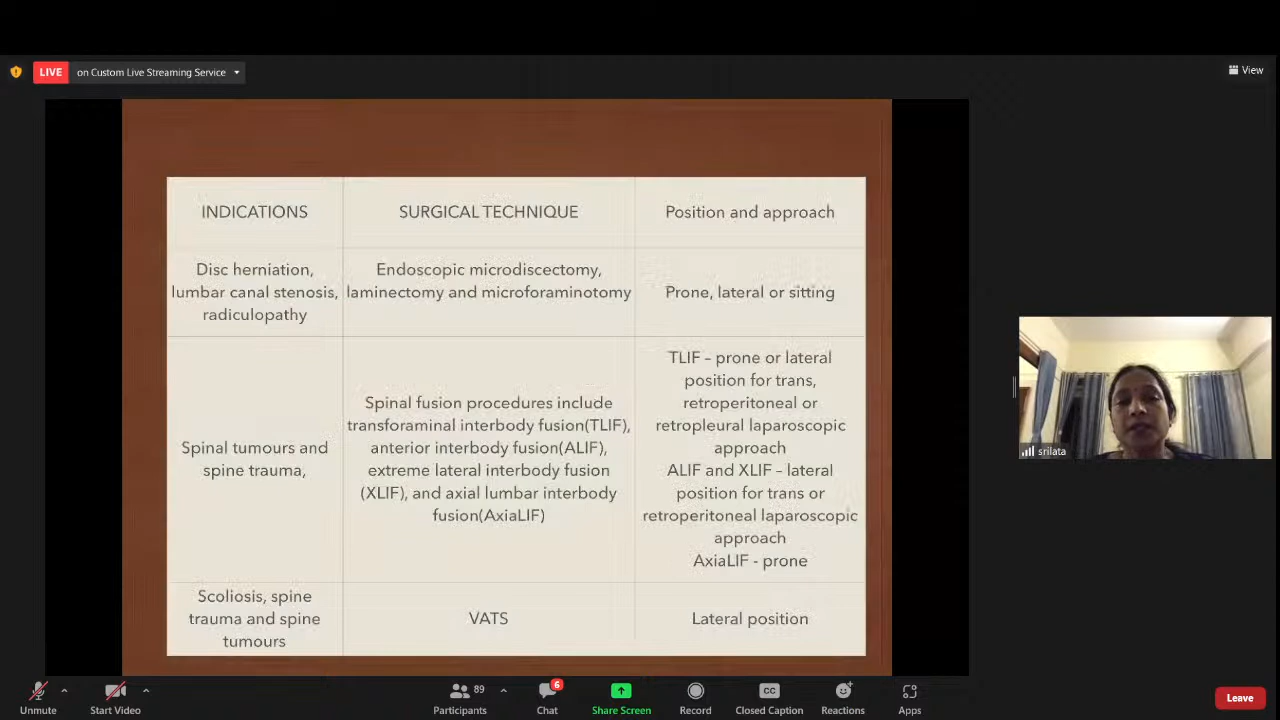 LIVE on Custom Live Streaming Service
View
INDICATIONS
SURGICAL TECHNIQUE
Position and approach
Disc herniation,
lumbar canal stenosis,
radiculopathy
Endoscopic microdiscectomy,
laminectomy and microforaminotomy
Prone, lateral or sitting
Spinal tumours and
spine trauma,
Spinal fusion procedures include
transforaminal interbody fusion(TLIF),
anterior interbody fusion(ALIF),
extreme lateral interbody fusion
(XLIF), and axial lumbar interbody
fusion(AxiaLIF)
TLIF – prone or lateral
position for trans,
retroperitoneal or
retropleural laparoscopic
approach
ALIF and XLIF – lateral
position for trans or
retroperitoneal laparoscopic
approach
AxiaLIF - prone
Scoliosis, spine
trauma and spine
tumours
VATS
Lateral position
srilata
Unmute
Start Video
89
Participants
6
Chat
Share Screen
Record
CC
Closed Caption
Reactions
Apps
Leave